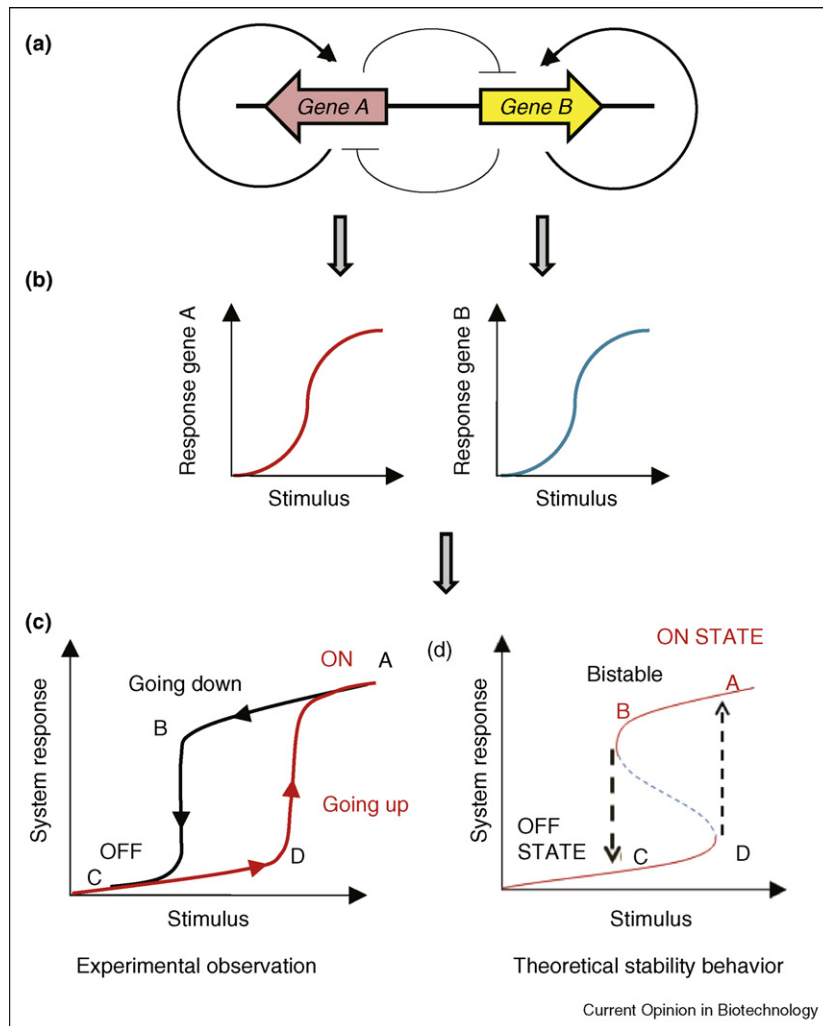 (a)
Gene A
Gene B
(b)
Response gene A
Stimulus
Response gene B
Stimulus
(c)
System response
Going down
ON
A
B
Going up
OFF
C
D
Stimulus
Experimental observation
(d)
System response
ON STATE
Bistable
A
B
OFF
STATE
C
D
Stimulus
Theoretical stability behavior
Current Opinion in Biotechnology